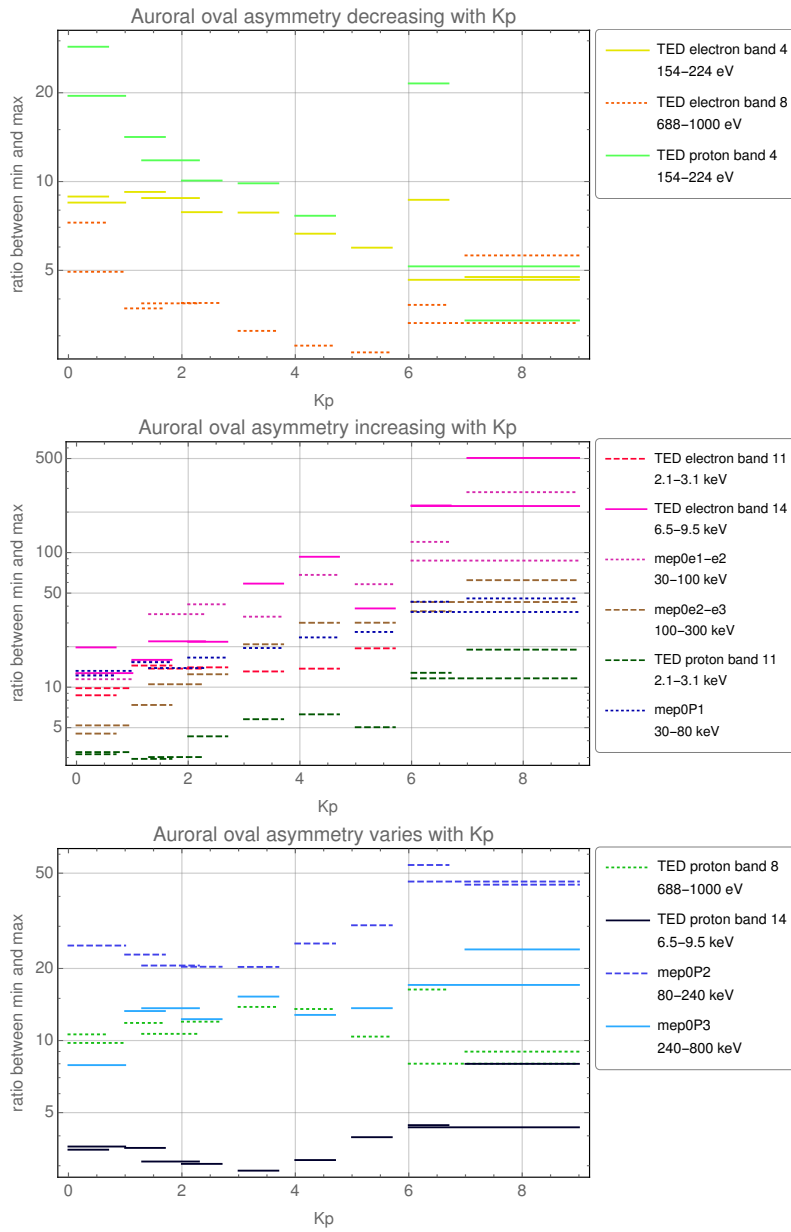 Auroral oval asymmetry decreasing with Kp
ratio between min and max
20
10
5
0
2
4
6
8
Kp
TED electron band 4
154–224 eV
TED electron band 8
688–1000 eV
TED proton band 4
154–224 eV
Auroral oval asymmetry increasing with Kp
ratio between min and max
500
100
50
10
5
0
2
4
6
8
Kp
TED electron band 11
2.1–3.1 keV
TED electron band 14
6.5–9.5 keV
mep0e1–e2
30–100 keV
mep0e2–e3
100–300 keV
TED proton band 11
2.1–3.1 keV
mep0P1
30–80 keV
Auroral oval asymmetry varies with Kp
ratio between min and max
50
20
10
5
0
2
4
6
8
Kp
TED proton band 8
688–1000 eV
TED proton band 14
6.5–9.5 keV
mep0P2
80–240 keV
mep0P3
240–800 keV